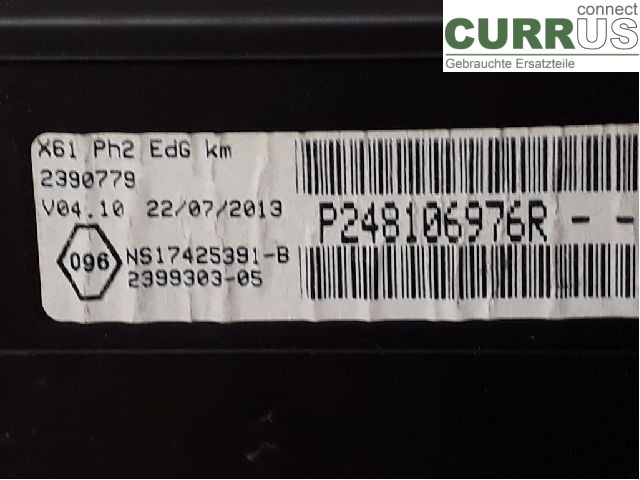 connect
CURRUS
Gebrauchte Ersatzteile
X61 Ph2 EdG km
2390779
V04.10 22/07/2013
096
NS17425391-B
2399303-05
P248106976R - -